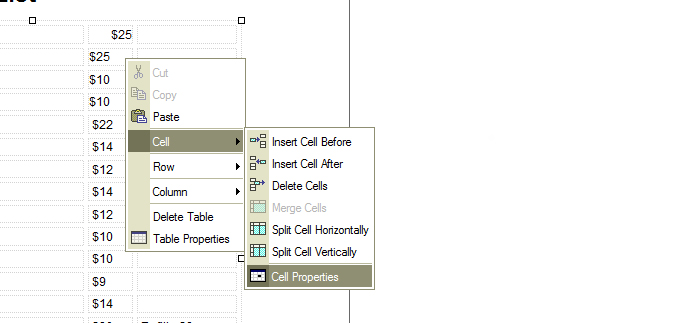 $25
$25
$10
$10
$22
$14
$12
$14
$12
$10
$10
$9
$14
Cut
Copy
Paste
Cell
Row
Column
Delete Table
Table Properties
Insert Cell Before
Insert Cell After
Delete Cells
Merge Cells
Split Cell Horizontally
Split Cell Vertically
Cell Properties